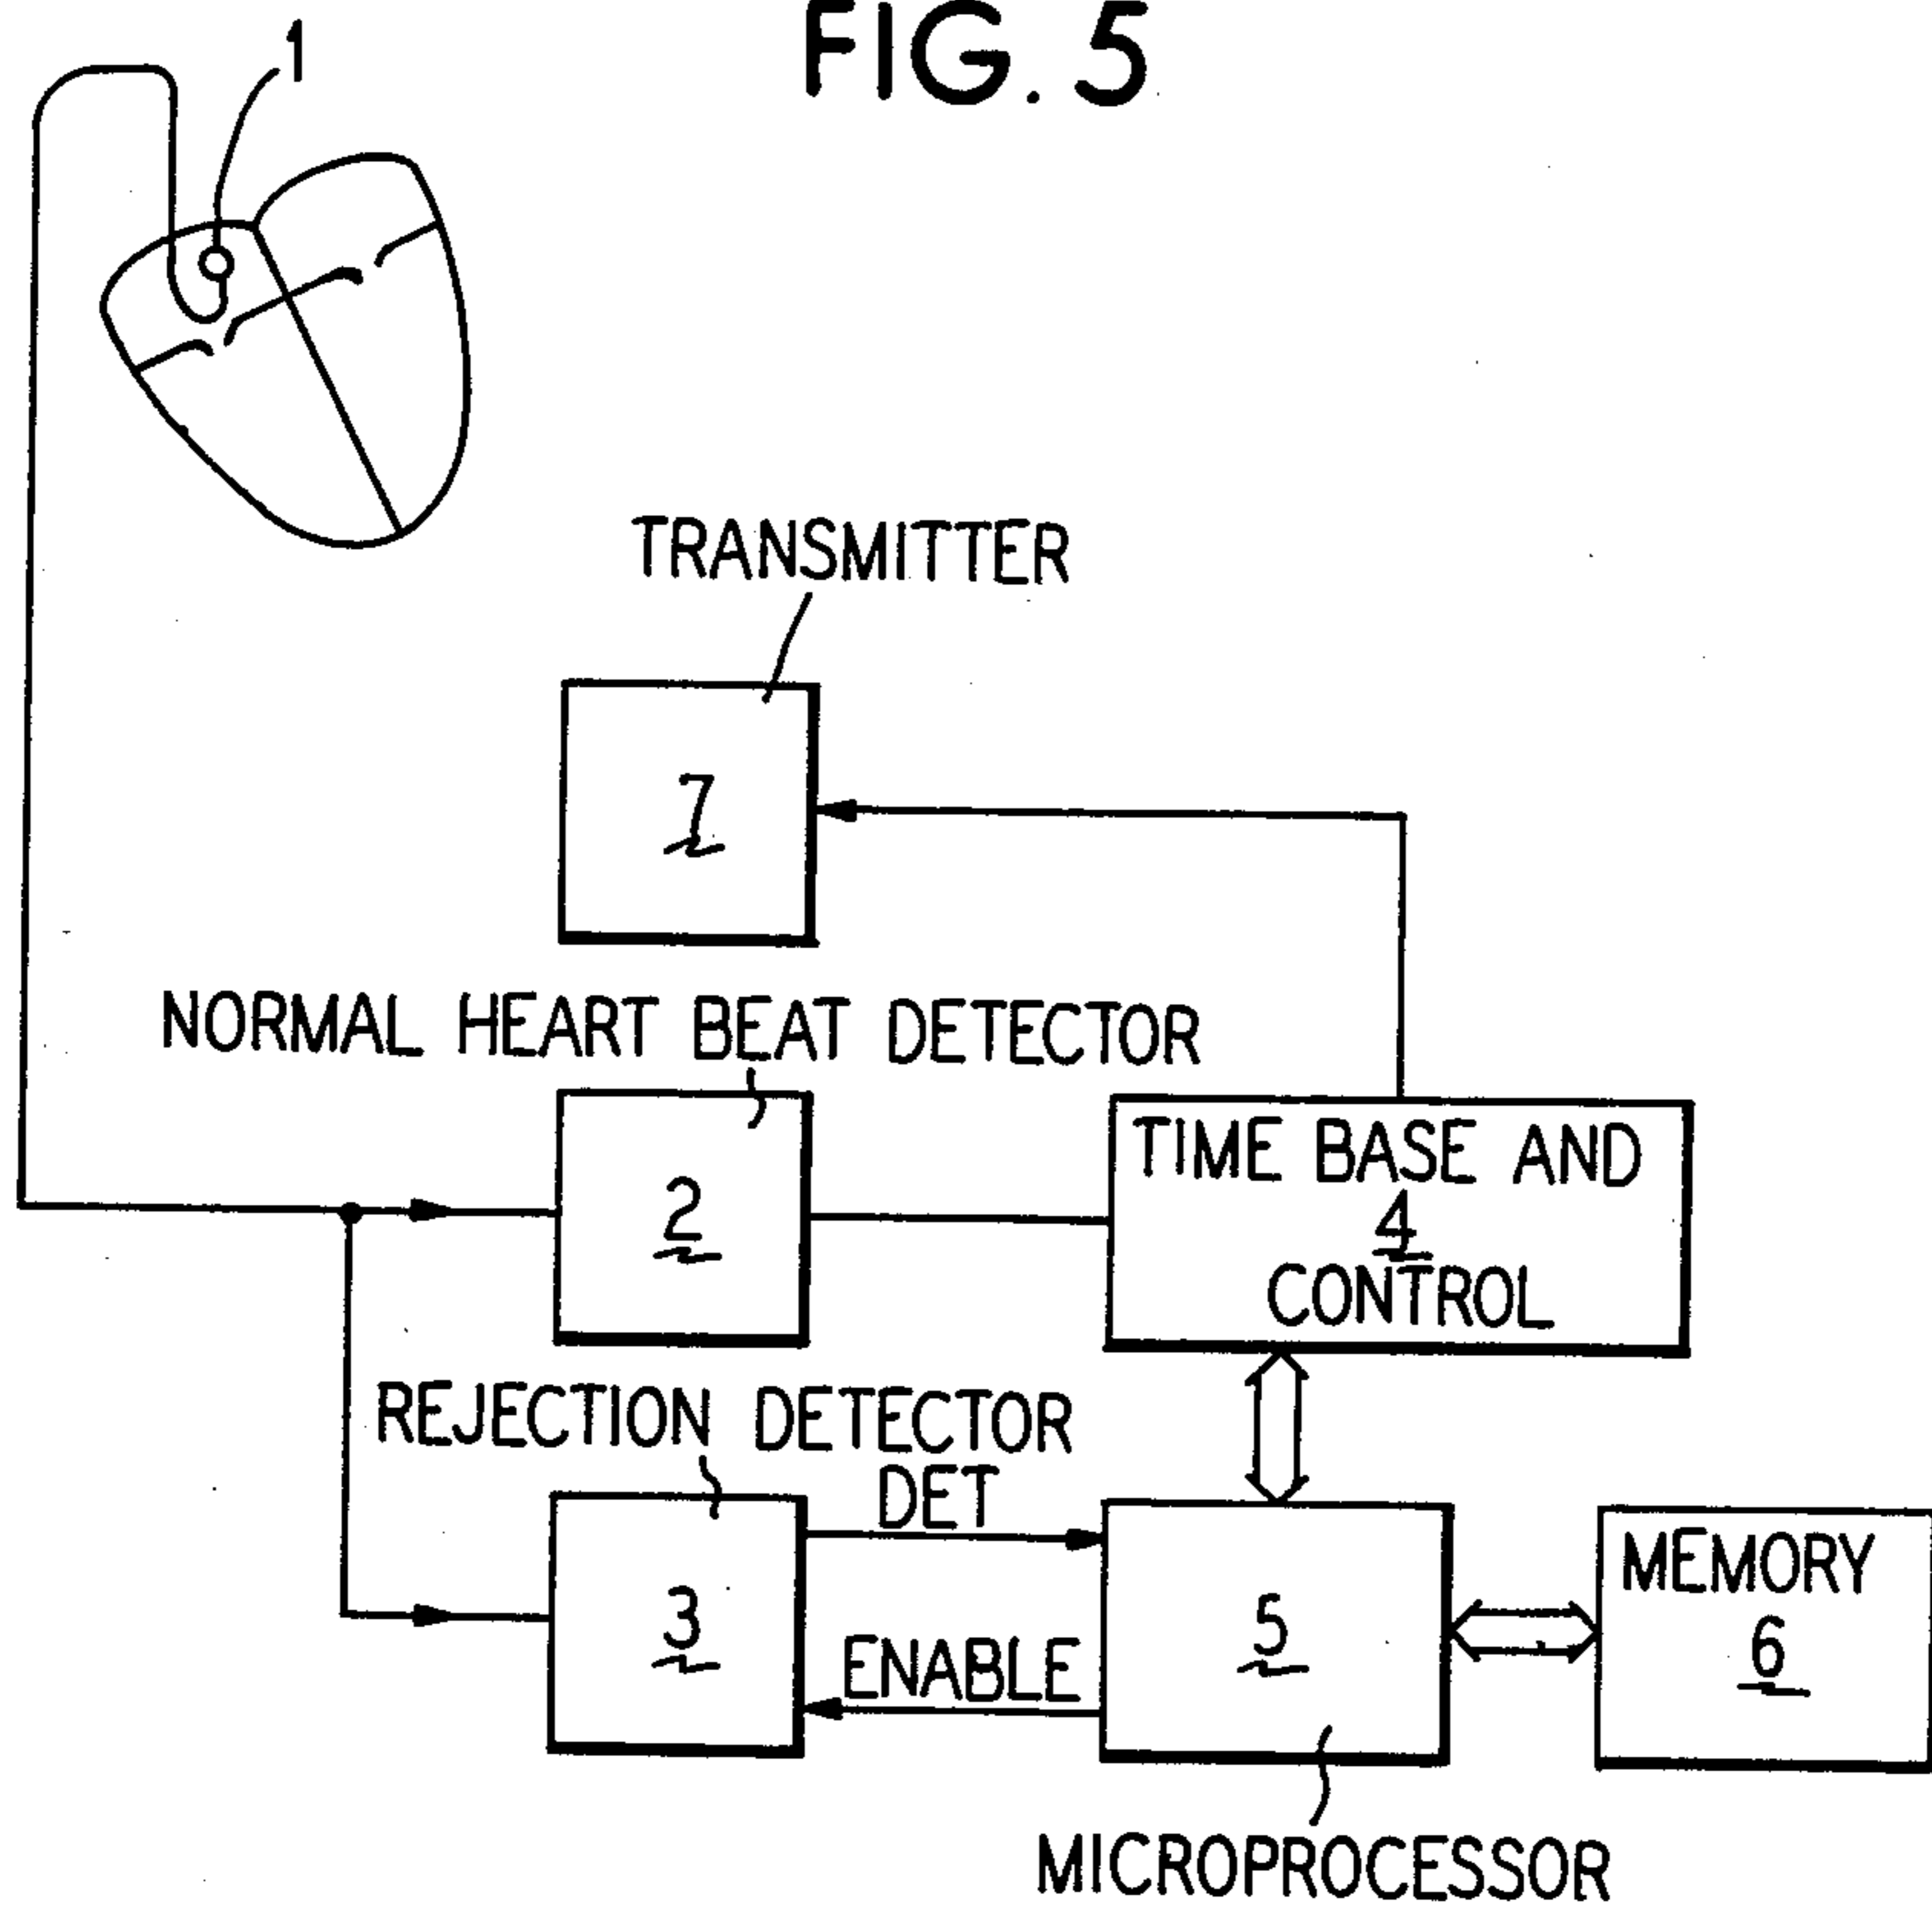 FIG. 5
1
TRANSMITTER
7
NORMAL HEART BEAT DETECTOR
2
TIME BASE AND
4
CONTROL
REJECTION DETECTOR
DET
3
ENABLE
5
MEMORY
6
MICROPROCESSOR